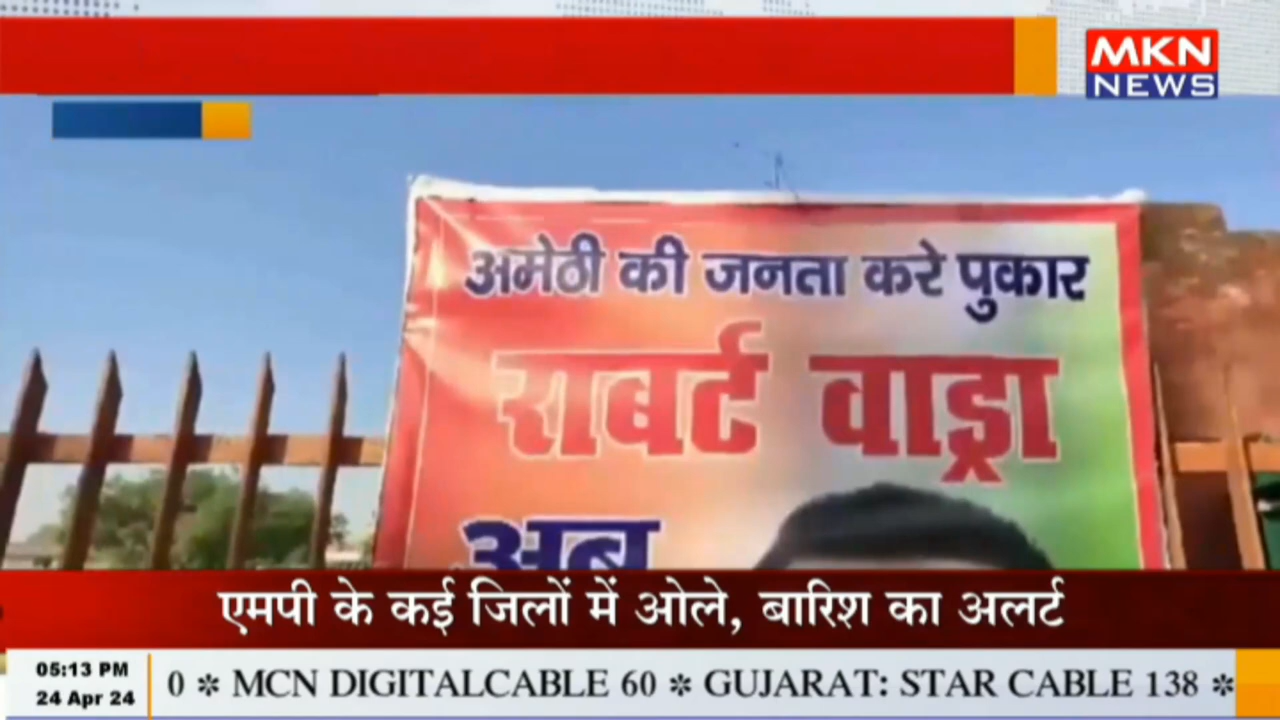 MKN
NEWS
अमेठी की जनता करे पुकार
राबर्ट वाड्रा
अब
एमपी के कई जिलों में ओले, बारिश का अलर्ट
05:13 PM
24 Apr 24
0 * MCN DIGITALCABLE 60 * GUJARAT: STAR CABLE 138 *